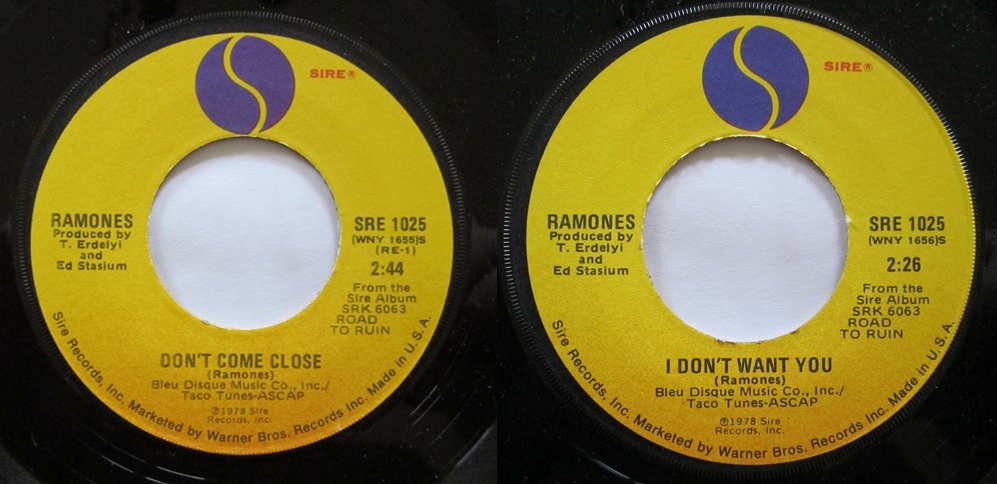 SIRE®
RAMONES
Produced by
T. Erdelyi
and
Ed Stasium
SRE 1025
(WNY 1655)S
(RE-1)
2:44
From the
Sire Album
SRK 6063
ROAD
TO RUIN
DON'T COME CLOSE
(Ramones)
Bleu Disque Music Co., Inc./
Taco Tunes-ASCAP
℗1978 Sire
Records, Inc.
Sire Records, Inc. Marketed by Warner Bros. Records Inc. Made in U.S.A.
SIRE®
RAMONES
Produced by
T. Erdelyi
and
Ed Stasium
SRE 1025
(WNY 1656)S
2:26
From the
Sire Album
SRK 6063
ROAD
TO RUIN
I DON'T WANT YOU
(Ramones)
Bleu Disque Music Co., Inc./
Taco Tunes-ASCAP
℗1978 Sire
Records, Inc.
Sire Records, Inc. Marketed by Warner Bros. Records Inc. Made in U.S.A.